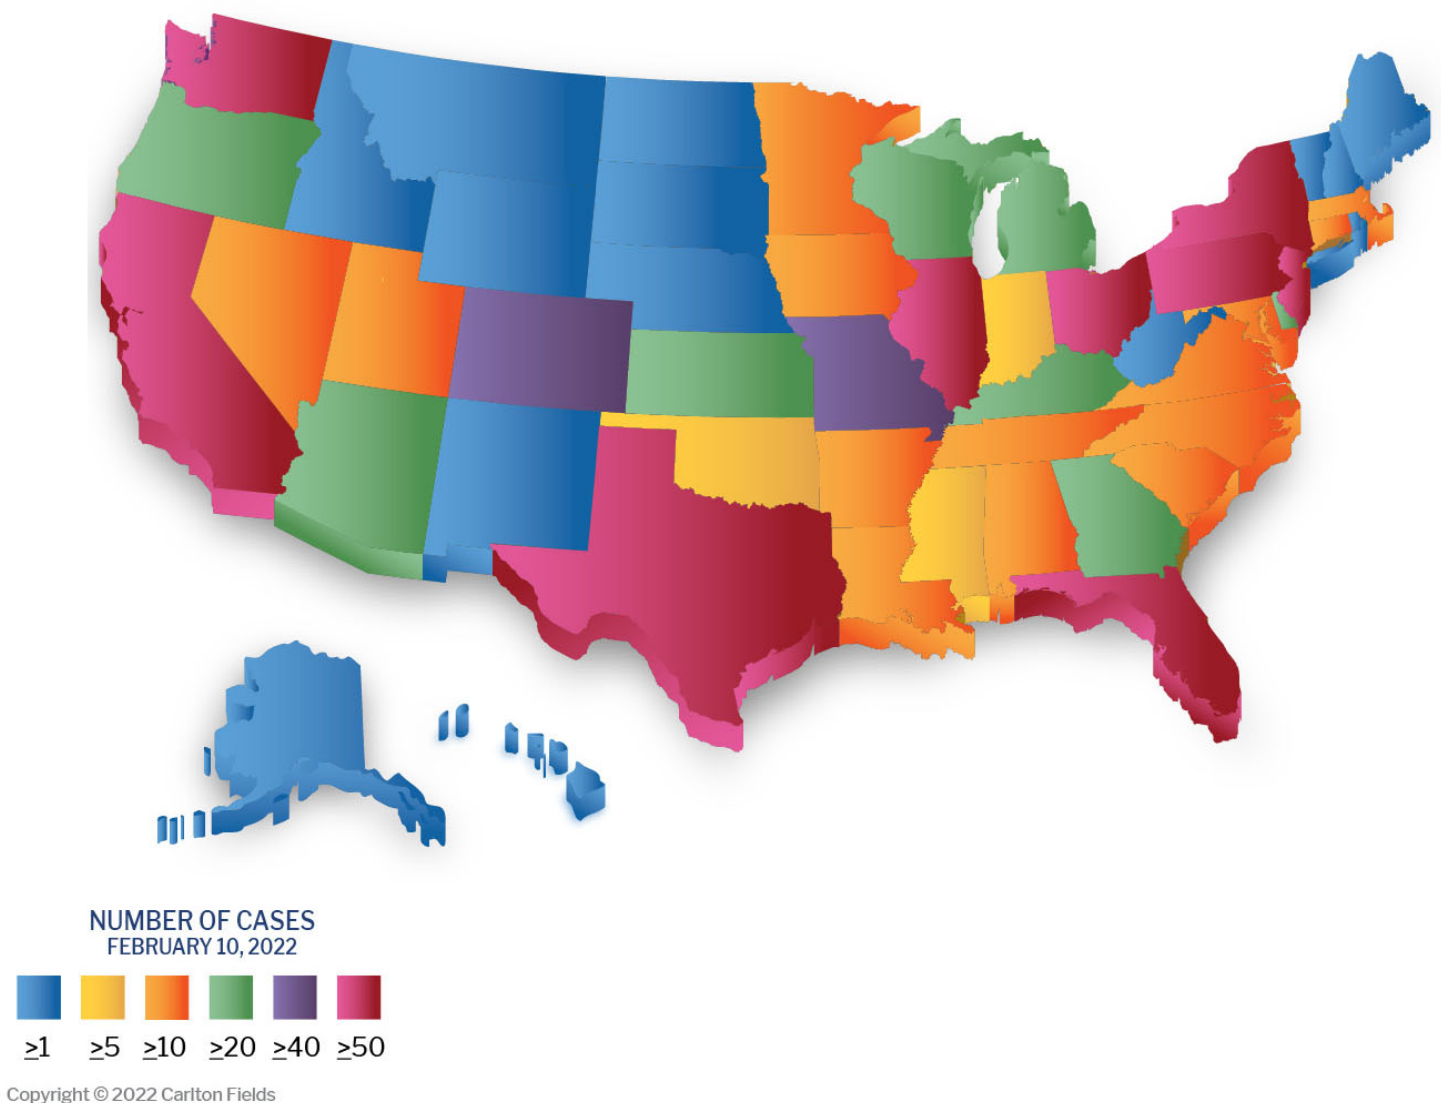 NUMBER OF CASES
FEBRUARY 10, 2022
≥1 ≥5 ≥10 ≥20 ≥40 ≥50
Copyright © 2022 Carlton Fields